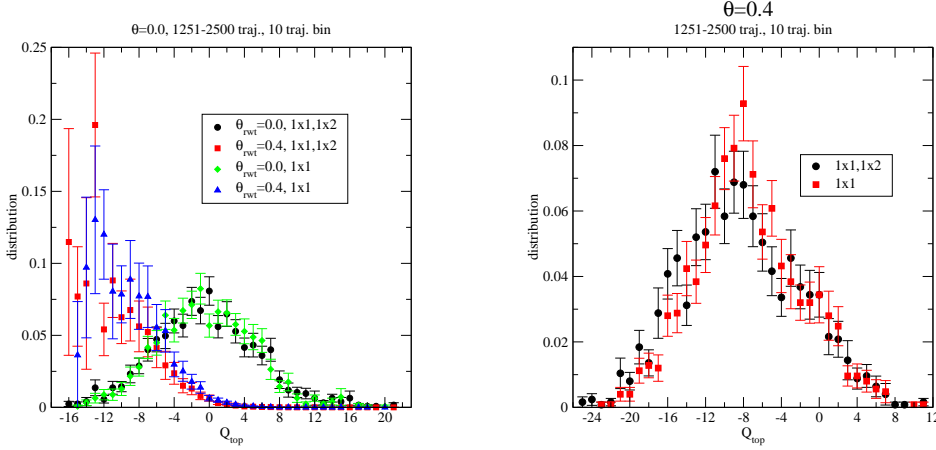 θ=0.0, 1251-2500 traj., 10 traj. bin
0.25
0.2
0.15
0.1
0.05
0
distribution
θrwt=0.0, 1x1,1x2
θrwt=0.4, 1x1,1x2
θrwt=0.0, 1x1
θrwt=0.4, 1x1
-16 -12 -8 -4 0 4 8 12 16 20
Qtop
θ=0.4
1251-2500 traj., 10 traj. bin
0.1
0.08
0.06
0.04
0.02
0
distribution
1x1,1x2
1x1
-24 -20 -16 -12 -8 -4 0 4 8 12
Qtop